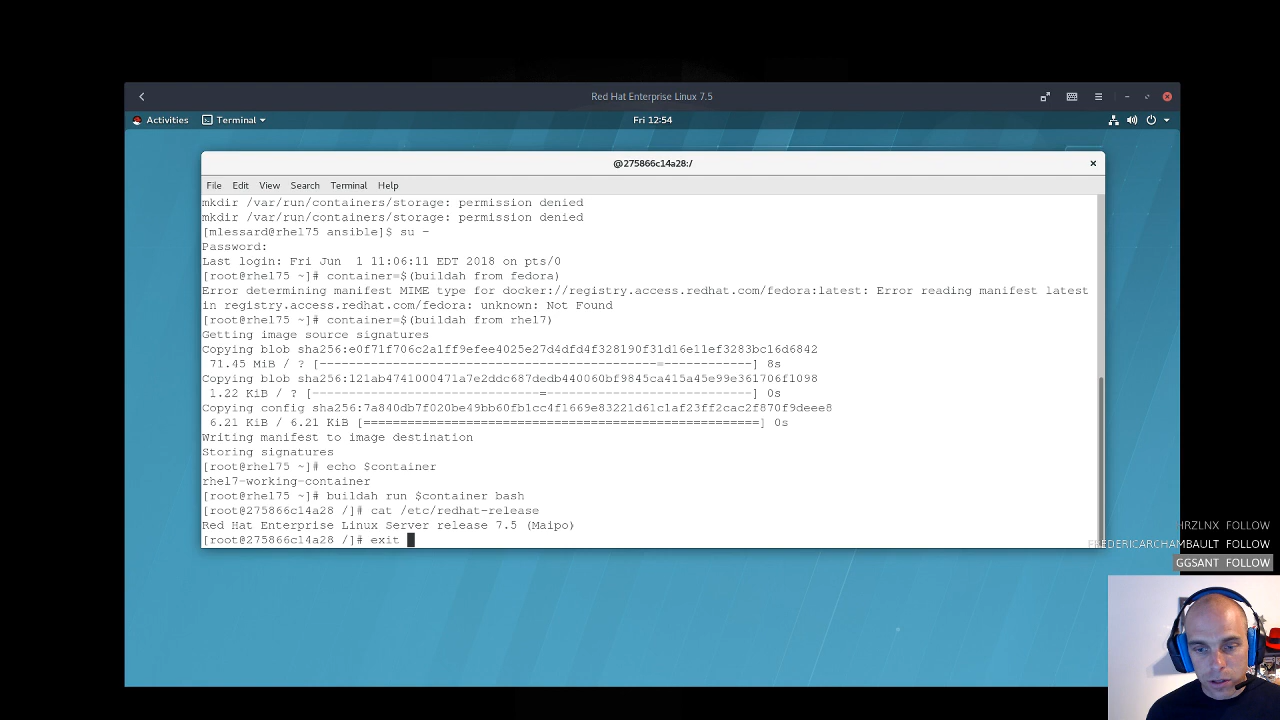 Red Hat Enterprise Linux 7.5
Activities Terminal Fri 12:54
@275866c14a28:/
File Edit View Search Terminal Help
mkdir /var/run/containers/storage: permission denied
mkdir /var/run/containers/storage: permission denied
[mlessard@rhel75 ansible]$ su -
Password:
Last login: Fri Jun  1 11:06:11 EDT 2018 on pts/0
[root@rhel75 ~]# container=$(buildah from fedora)
Error determining manifest MIME type for docker://registry.access.redhat.com/fedora:latest: Error reading manifest latest
in registry.access.redhat.com/fedora: unknown: Not Found
[root@rhel75 ~]# container=$(buildah from rhel7)
Getting image source signatures
Copying blob sha256:e0f71f706c2a1ff9efee4025e27d4dfd4f328190f31d16e11ef3283bc16d6842
71.45 MiB / ? [-----------------------------------------------=------------] 8s
Copying blob sha256:121ab4741000471a7e2ddc687dedb440060bf9845ca415a45e99e361706f1098
1.22 KiB / ? [--------------------------------=----------------------------] 0s
Copying config sha256:7a840db7f020be49bb60fb1cc4f1669e83221d61c1af23ff2cac2f870f9deee8
6.21 KiB / 6.21 KiB [======================================================] 0s
Writing manifest to image destination
Storing signatures
[root@rhel75 ~]# echo $container
rhel7-working-container
[root@rhel75 ~]# buildah run $container bash
[root@275866c14a28 /]# cat /etc/redhat-release
Red Hat Enterprise Linux Server release 7.5 (Maipo)
[root@275866c14a28 /]# exit
HRZLNX FOLLOW
FREDERICARCHAMBAULT FOLLOW
GGSANT FOLLOW